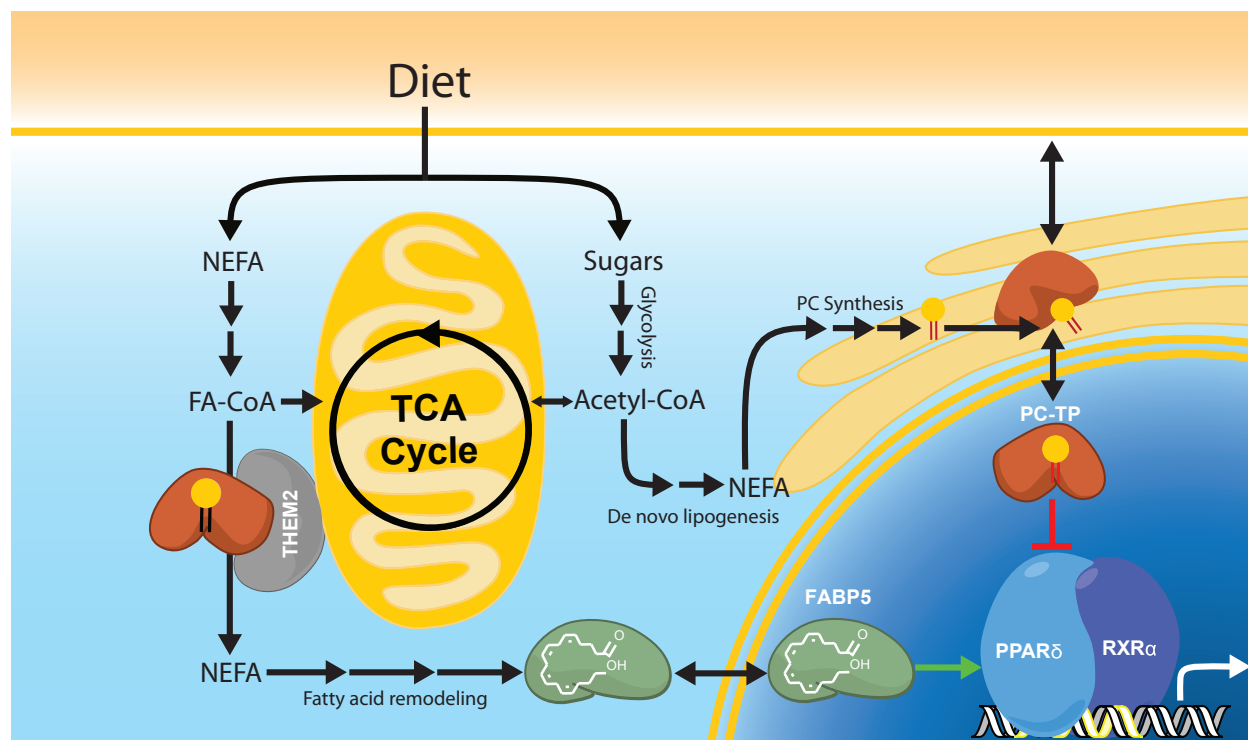 Diet
NEFA
Sugars
Glycolysis
PC Synthesis
FA-CoA
TCA
Cycle
Acetyl-CoA
PC-TP
THEM2
NEFA
De novo lipogenesis
FABP5
O
OH
O
OH
PPARδ
RXRα
NEFA
Fatty acid remodeling